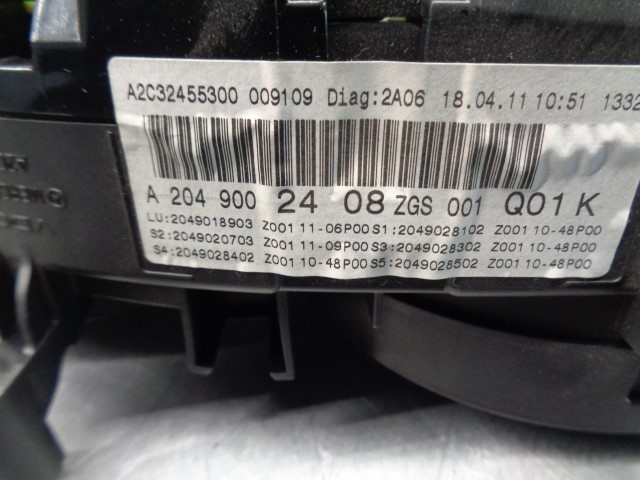 A2C32455300 009109 Diag:2A06 18.04.11 10:51 1332
A 204 900 24 08 ZGS 001 Q01 K
LU:2049018903 Z001 11-06P00 S1:2049028102 Z001 10-48P00
S2:2049020703 Z001 11-09P00 S3:2049028302 Z001 10-48P00
S4:2049028402 Z001 10-48P00 S5:2049028502 Z001 10-48P00